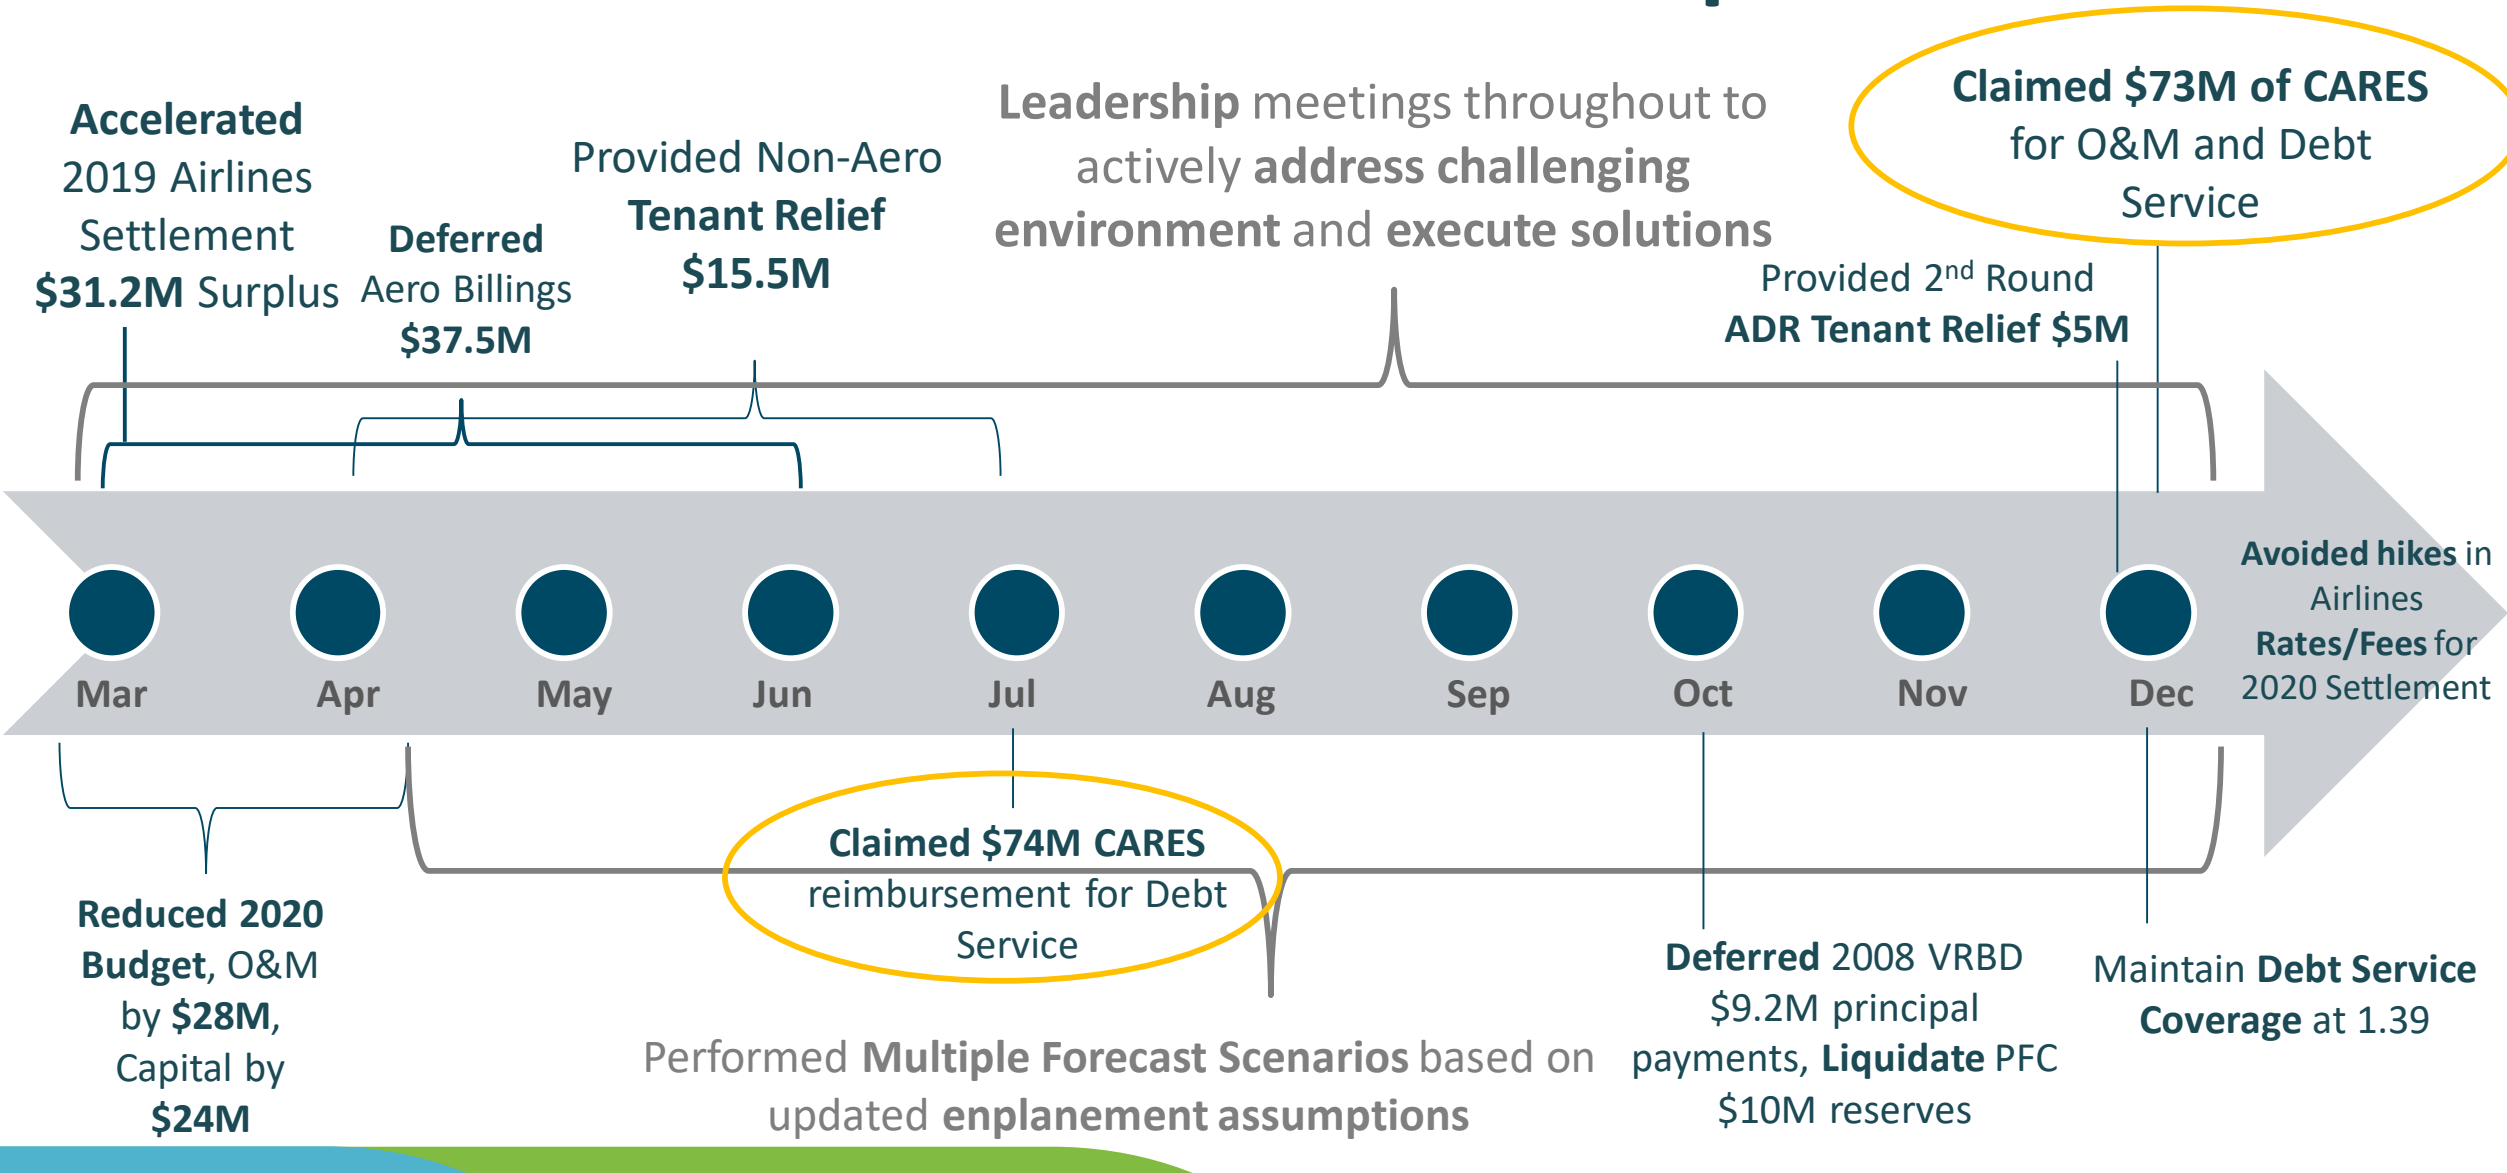 Accelerated
2019 Airlines
Settlement
$31.2M Surplus
Deferred
Aero Billings
$37.5M
Provided Non-Aero
Tenant Relief
$15.5M
Leadership meetings throughout to
actively address challenging
environment and execute solutions
Claimed $73M of CARES
for O&M and Debt
Service
Provided 2nd Round
ADR Tenant Relief $5M
Mar
Apr
May
Jun
Jul
Aug
Sep
Oct
Nov
Dec
Avoided hikes in
Airlines
Rates/Fees for
2020 Settlement
Reduced 2020
Budget, O&M
by $28M,
Capital by
$24M
Claimed $74M CARES
reimbursement for Debt
Service
Performed Multiple Forecast Scenarios based on
updated enplanement assumptions
Deferred 2008 VRBD
$9.2M principal
payments, Liquidate PFC
$10M reserves
Maintain Debt Service
Coverage at 1.39